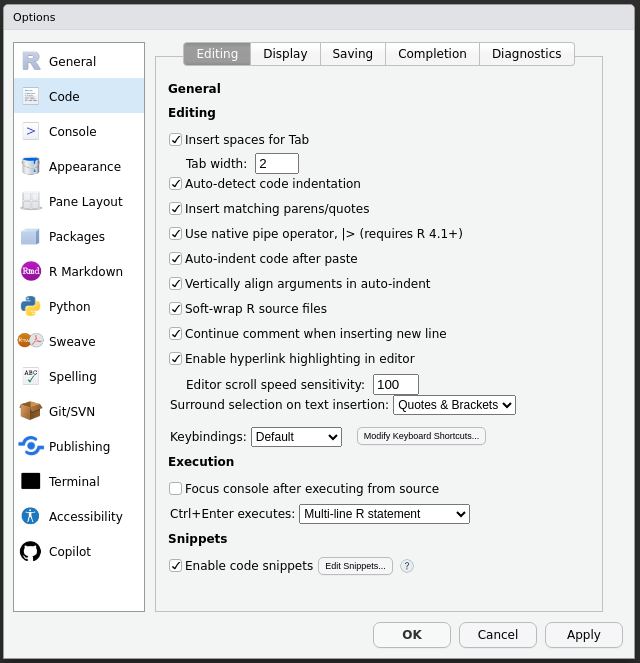 Options
General
Code
Console
Appearance
Pane Layout
Packages
Rmd R Markdown
Python
Sweave
ABC Spelling
Git/SVN
Publishing
Terminal
Accessibility
Copilot
Editing Display Saving Completion Diagnostics
General
Editing
Insert spaces for Tab
Tab width: 2
Auto-detect code indentation
Insert matching parens/quotes
Use native pipe operator, |> (requires R 4.1+)
Auto-indent code after paste
Vertically align arguments in auto-indent
Soft-wrap R source files
Continue comment when inserting new line
Enable hyperlink highlighting in editor
Editor scroll speed sensitivity: 100
Surround selection on text insertion: Quotes & Brackets
Keybindings: Default Modify Keyboard Shortcuts...
Execution
Focus console after executing from source
Ctrl+Enter executes: Multi-line R statement
Snippets
Enable code snippets Edit Snippets... ?
OK Cancel Apply